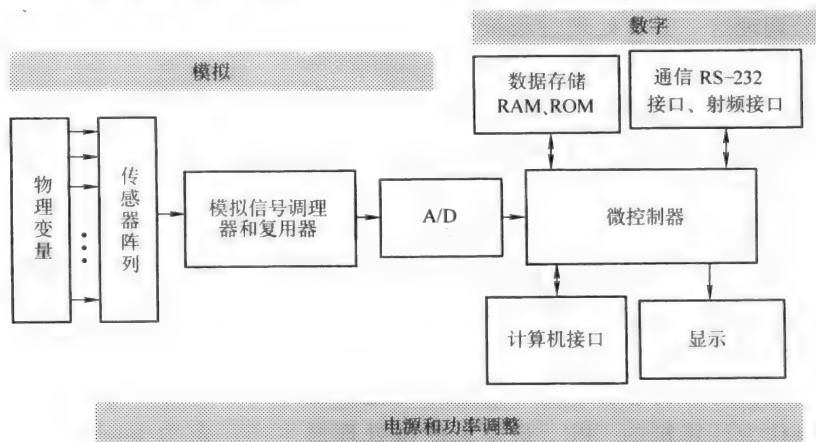 数字
模拟
数据存储
RAM、ROM
通信 RS-232
接口、射频接口
物理变量
传感器阵列
模拟信号调理
器和复用器
A/D
微控制器
计算机接口
显示
电源和功率调整